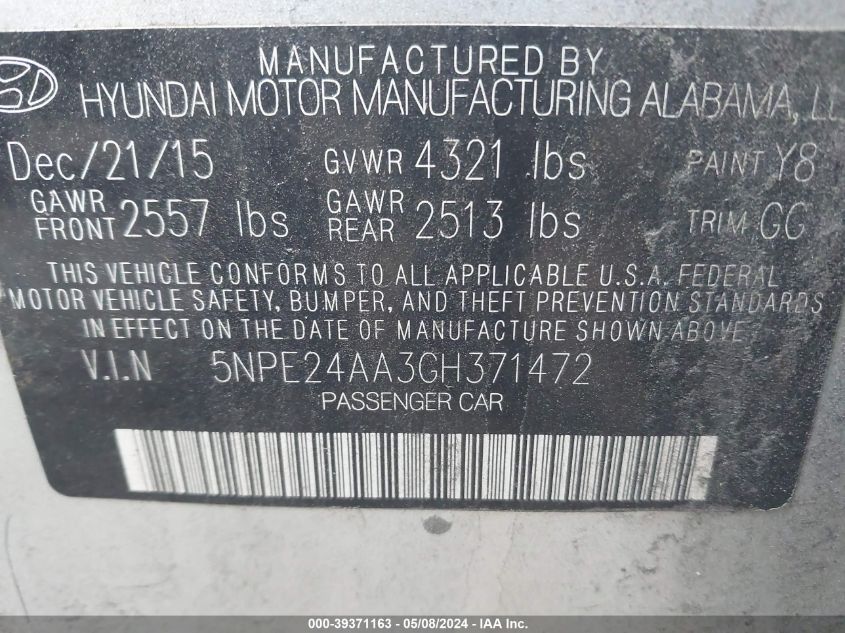 MANUFACTURED BY
HYUNDAI MOTOR MANUFACTURING ALABAMA, LL
Dec/21/15 GVWR 4321 lbs PAINT Y8
GAWR FRONT 2557 lbs GAWR REAR 2513 lbs TRIM GG
THIS VEHICLE CONFORMS TO ALL APPLICABLE U.S.A. FEDERAL
MOTOR VEHICLE SAFETY, BUMPER, AND THEFT PREVENTION STANDARDS
IN EFFECT ON THE DATE OF MANUFACTURE SHOWN ABOVE
V.I.N 5NPE24AA3GH371472
PASSENGER CAR
000-39371163 - 05/08/2024 - IAA, Inc.